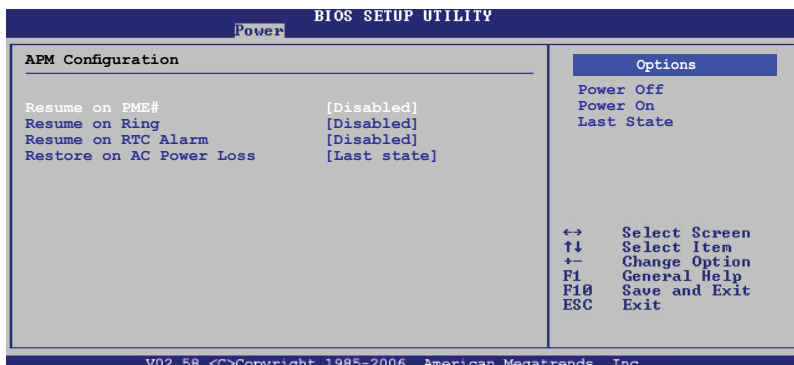 BIOS SETUP UTILITY
Power
APM Configuration
Resume on PME# [Disabled]
Resume on Ring [Disabled]
Resume on RTC Alarm [Disabled]
Restore on AC Power Loss [Last state]
Options
Power Off
Power On
Last State
←→ Select Screen
↑↓ Select Item
+- Change Option
F1 General Help
F10 Save and Exit
ESC Exit
V02.58 <C>Copyright 1985-2006, American Megatrends, Inc.